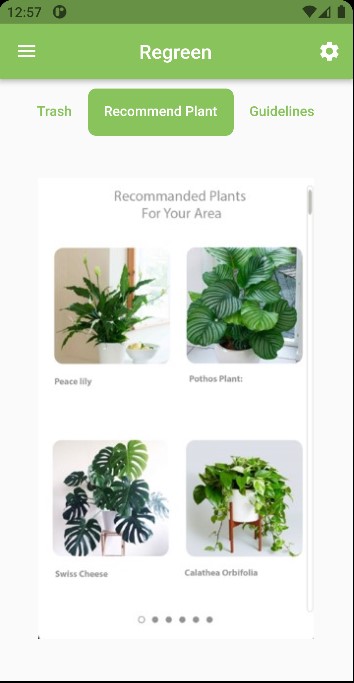 12:57
Regreen
Trash
Recommend Plant
Guidelines
Recommanded Plants
For Your Area
Peace lily
Pothos Plant:
Swiss Cheese
Calathea Orbifolia